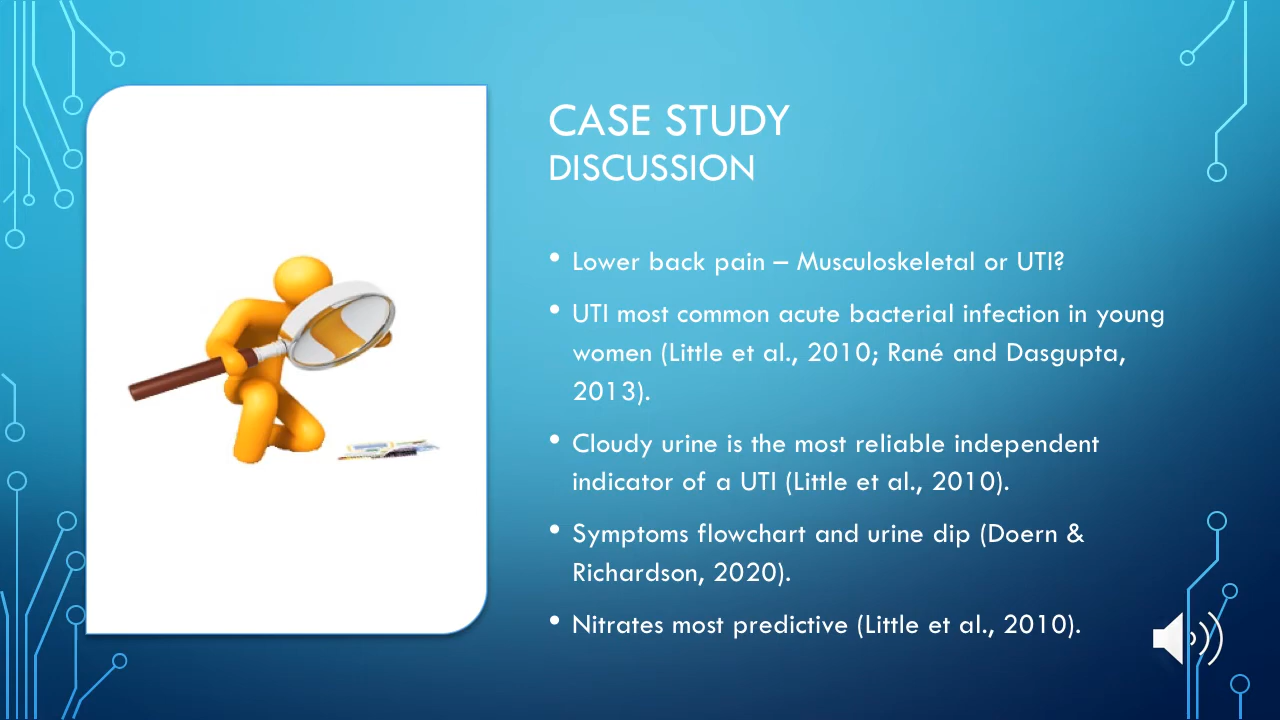 CASE STUDY
DISCUSSION
• Lower back pain – Musculoskeletal or UTI?
• UTI most common acute bacterial infection in young
women (Little et al., 2010; Rané and Dasgupta,
2013).
• Cloudy urine is the most reliable independent
indicator of a UTI (Little et al., 2010).
• Symptoms flowchart and urine dip (Doern &
Richardson, 2020).
• Nitrates most predictive (Little et al., 2010).